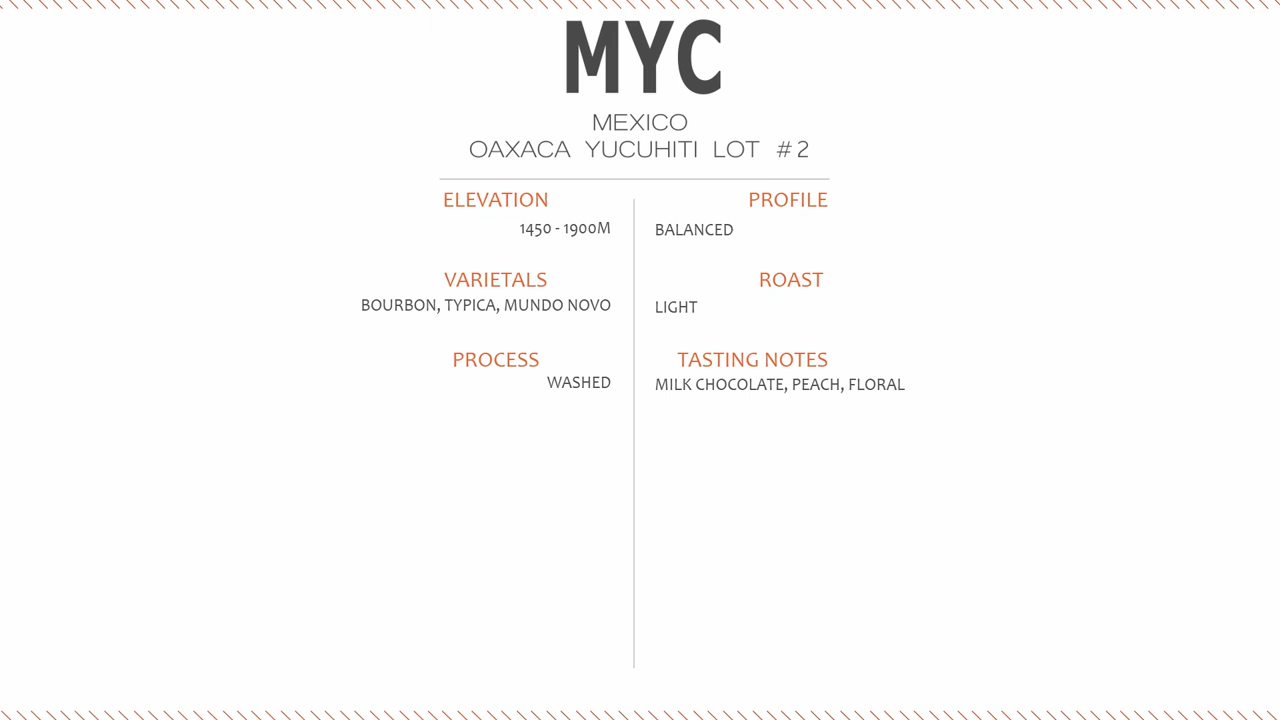 MYC
MEXICO
OAXACA YUCUHITI LOT #2
ELEVATION
1450 - 1900M
VARIETALS
BOURBON, TYPICA, MUNDO NOVO
PROCESS
WASHED
PROFILE
BALANCED
ROAST
LIGHT
TASTING NOTES
MILK CHOCOLATE, PEACH, FLORAL